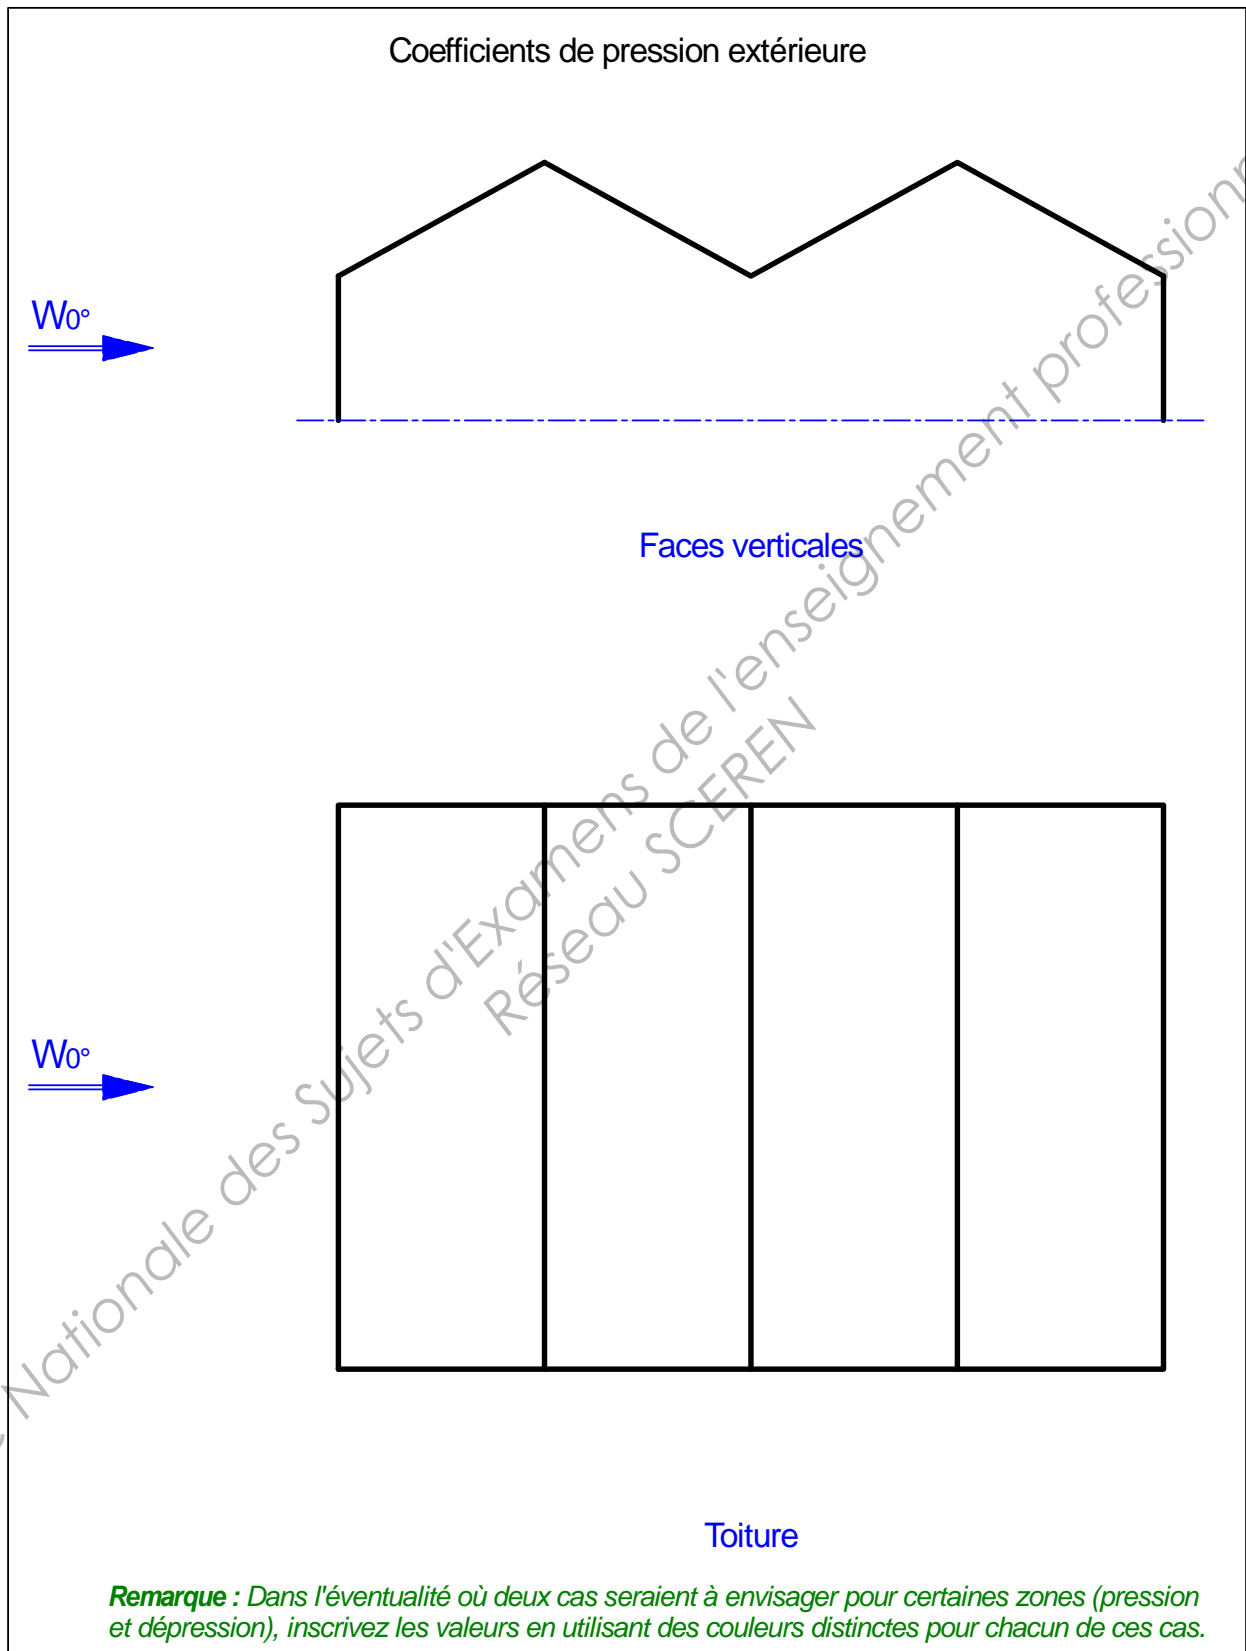 Coefficients de pression extérieure
W0°
Faces verticales
W0°
Toiture
Remarque : Dans l'éventualité où deux cas seraient à envisager pour certaines zones (pression
et dépression), inscrivez les valeurs en utilisant des couleurs distinctes pour chacun de ces cas.
Nationale des Sujets d'Examens de l'enseignement
Réseau SCEREN